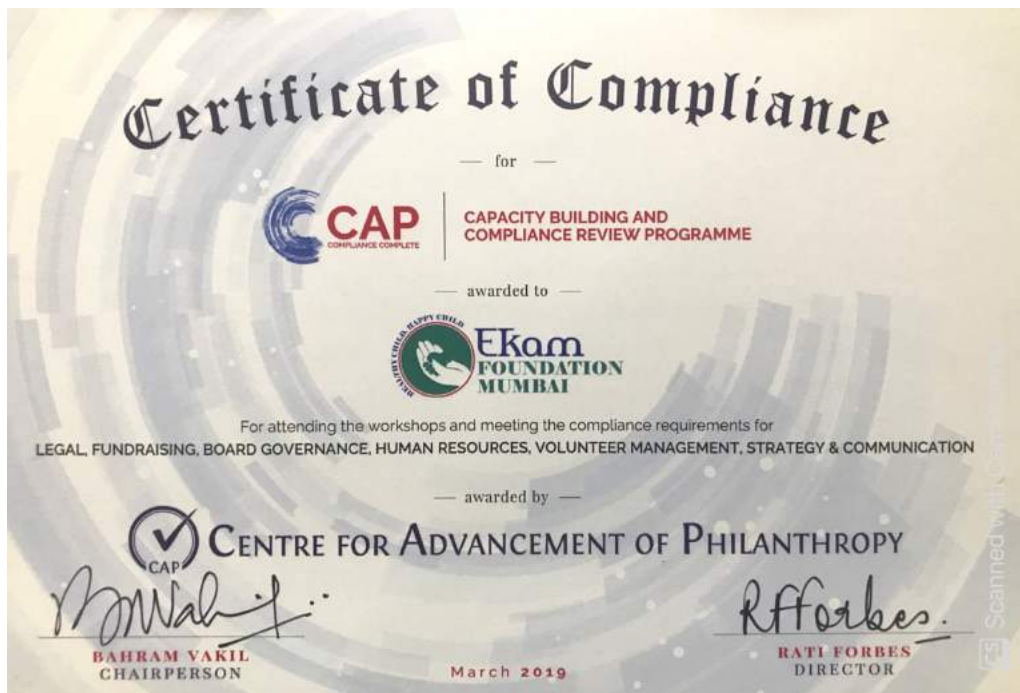 Certificate of Compliance
— for —
CAP
COMPLIANCE COMPLETE
CAPACITY BUILDING AND
COMPLIANCE REVIEW PROGRAMME
— awarded to —
HEALTHY CHILD, HAPPY CHILD
EKam
FOUNDATION
MUMBAI
For attending the workshops and meeting the compliance requirements for
LEGAL, FUNDRAISING, BOARD GOVERNANCE, HUMAN RESOURCES, VOLUNTEER MANAGEMENT, STRATEGY & COMMUNICATION
— awarded by —
CAP
CENTRE FOR ADVANCEMENT OF PHILANTHROPY
RFForbes.
BAHRAM VAKIL
CHAIRPERSON
March 2019
RATI FORBES
DIRECTOR
CS Scanned with